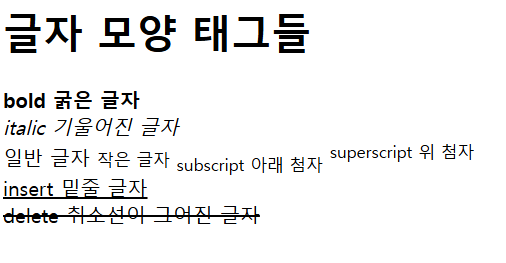 글자 모양 태그들
bold 굵은 글자
italic 기울어진 글자
일반 글자 작은 글자 subscript 아래 첨자 superscript 위 첨자
insert 밑줄 글자
delete 취소선이 그어진 글자